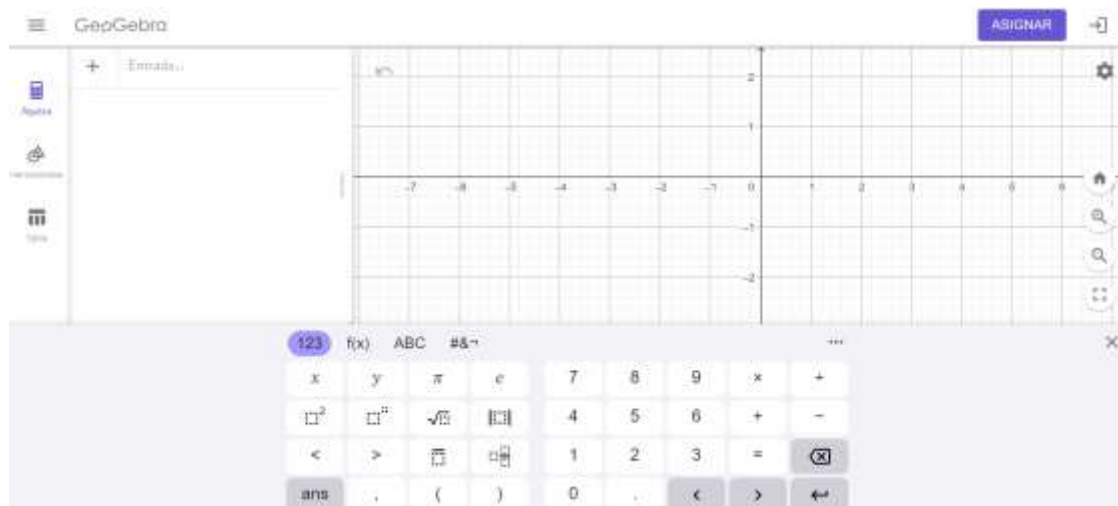 GeoGebra
ASIGNAR
+ Entrada...
2
1
-7 -6 -5 -4 -3 -2 -1 0 1 2 3 4 5 6
-1
-2
123 f(x) ABC #&¬ ...
x y π e 7 8 9 × ÷
4 5 6 + −
< > 1 2 3 =
ans , ( ) 0 . < >